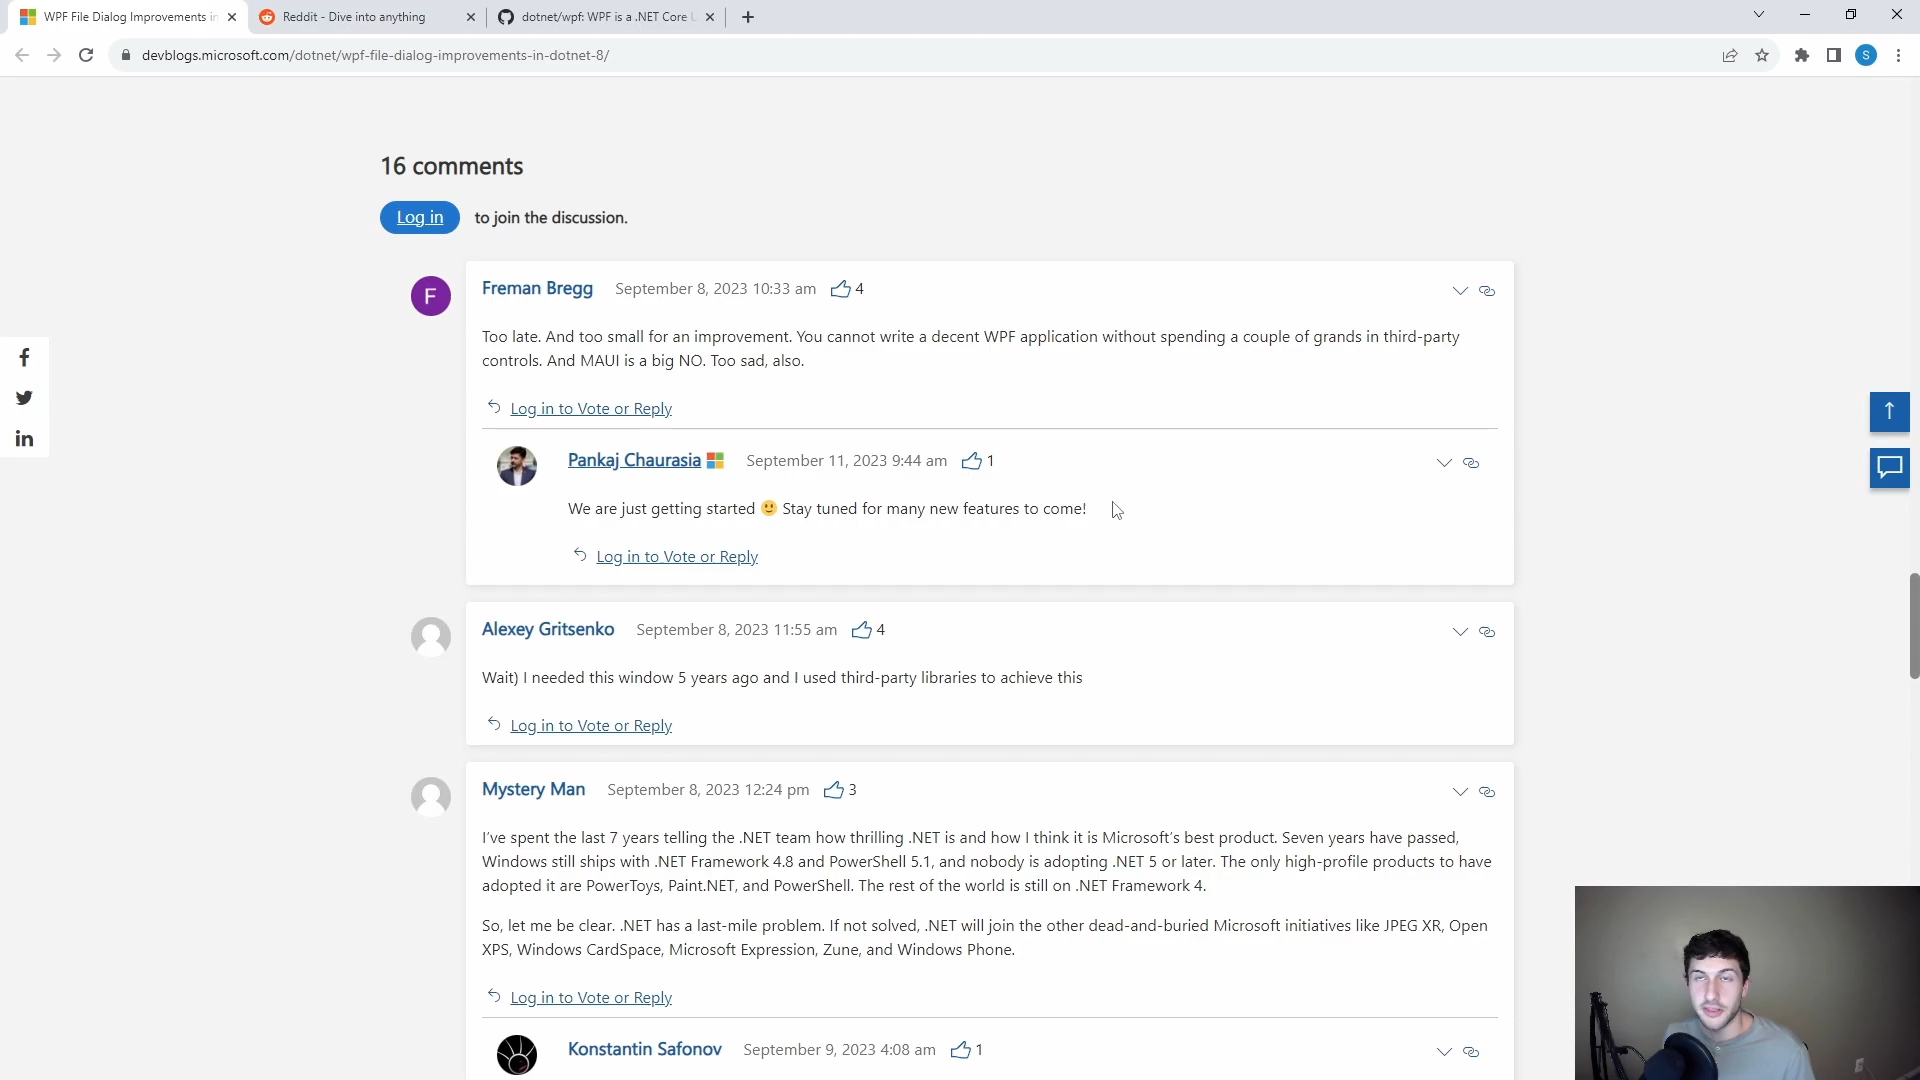 WPF File Dialog Improvements in
Reddit - Dive into anything
dotnet/wpf: WPF is a .NET Core U
devblogs.microsoft.com/dotnet/wpf-file-dialog-improvements-in-dotnet-8/
S
16 comments
Log in to join the discussion.
F
Freman Bregg September 8, 2023 10:33 am 4
Too late. And too small for an improvement. You cannot write a decent WPF application without spending a couple of grands in third-party
controls. And MAUI is a big NO. Too sad, also.
Log in to Vote or Reply
Pankaj Chaurasia September 11, 2023 9:44 am 1
We are just getting started 🙂 Stay tuned for many new features to come!
Log in to Vote or Reply
Alexey Gritsenko September 8, 2023 11:55 am 4
Wait) I needed this window 5 years ago and I used third-party libraries to achieve this
Log in to Vote or Reply
Mystery Man September 8, 2023 12:24 pm 3
I've spent the last 7 years telling the .NET team how thrilling .NET is and how I think it is Microsoft's best product. Seven years have passed,
Windows still ships with .NET Framework 4.8 and PowerShell 5.1, and nobody is adopting .NET 5 or later. The only high-profile products to have
adopted it are PowerToys, Paint.NET, and PowerShell. The rest of the world is still on .NET Framework 4.
So, let me be clear. .NET has a last-mile problem. If not solved, .NET will join the other dead-and-buried Microsoft initiatives like JPEG XR, Open
XPS, Windows CardSpace, Microsoft Expression, Zune, and Windows Phone.
Log in to Vote or Reply
Konstantin Safonov September 9, 2023 4:08 am 1